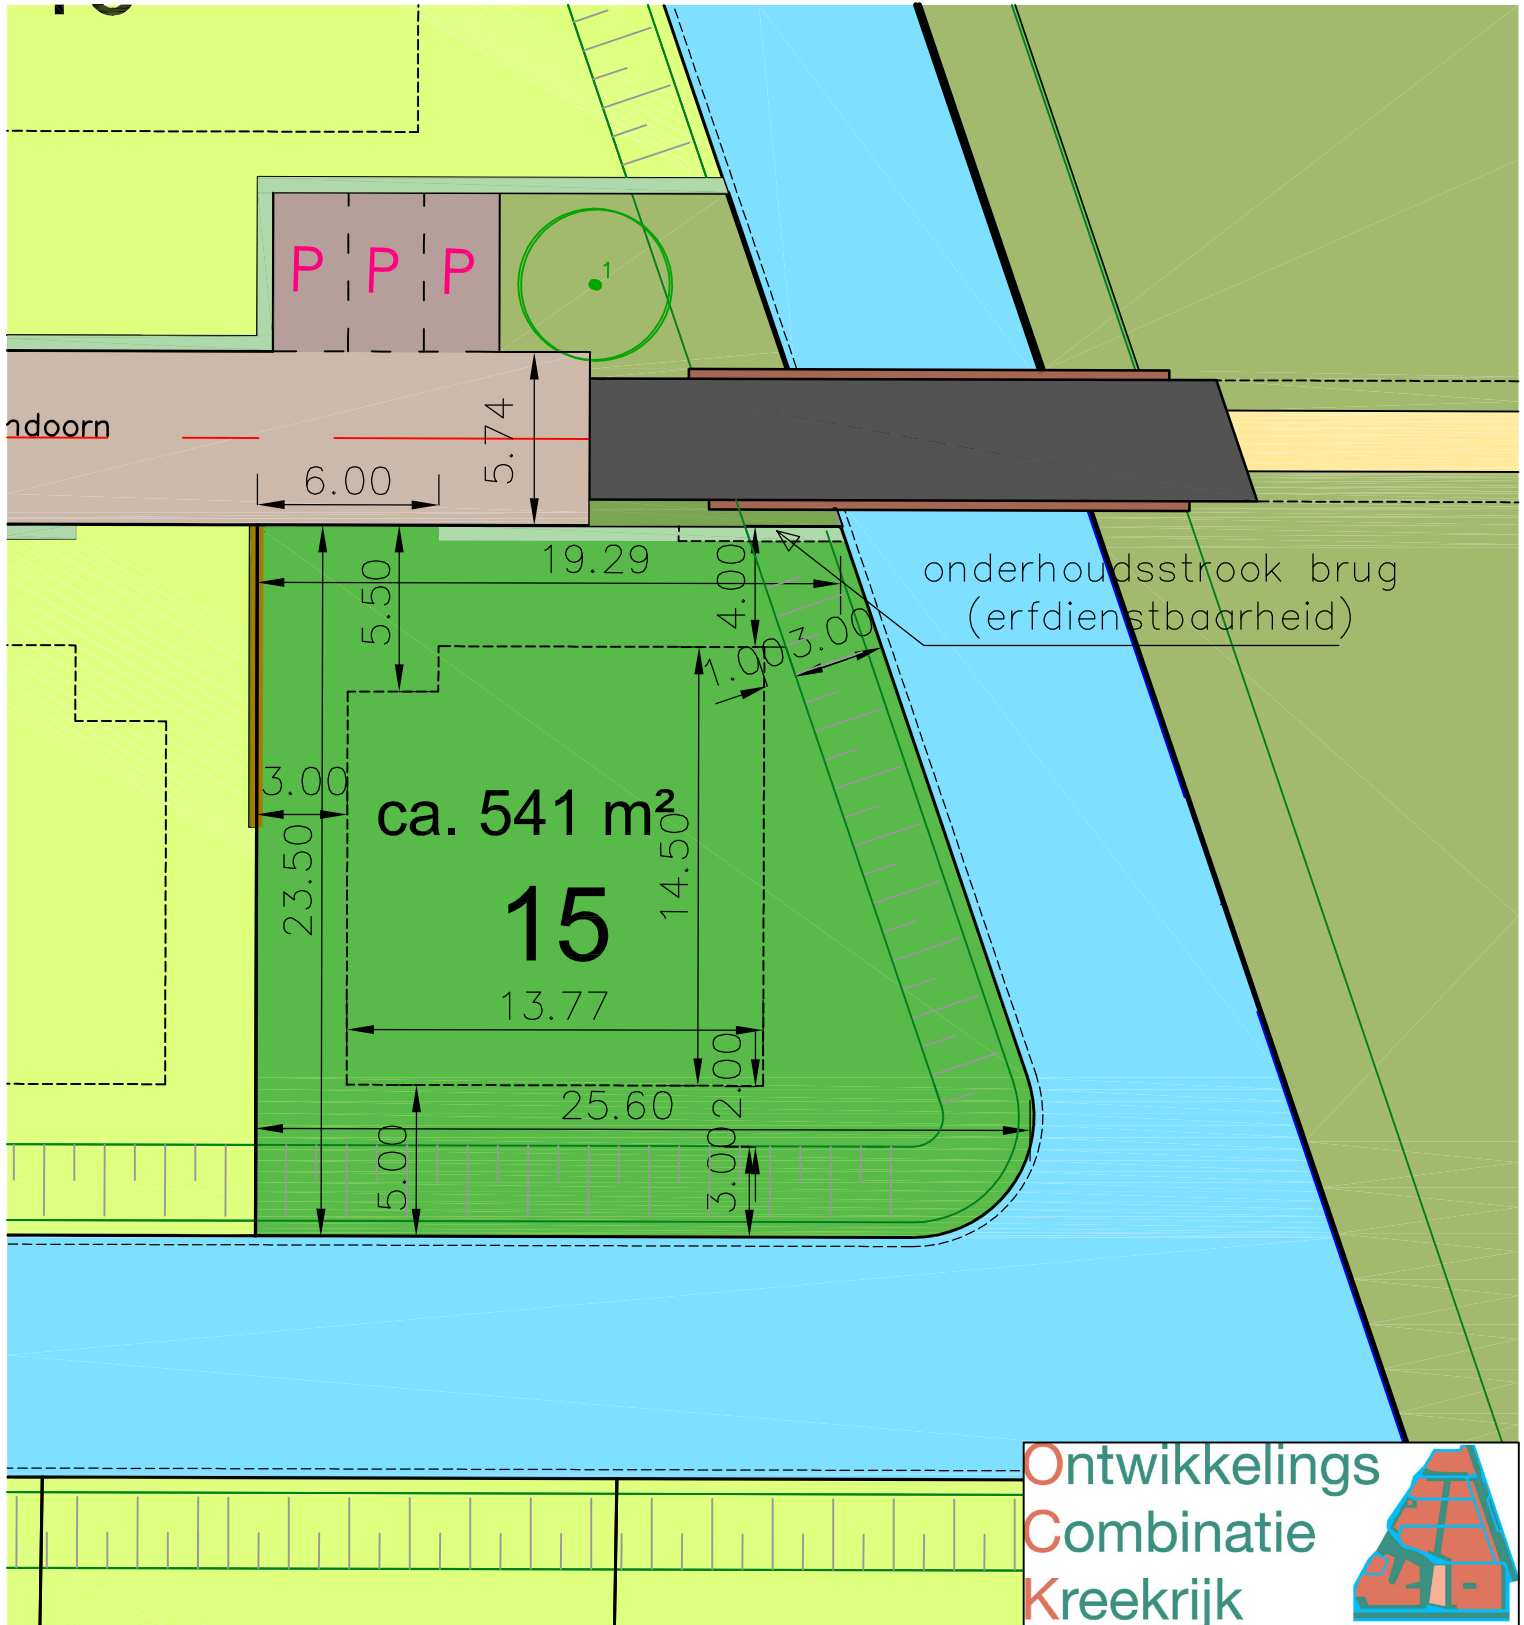 P P P
1
ndoorn
6.00
5.74
19.29
5.50
4.00
onderhoudsstrook brug
(erfdienstbaarheid)
1.00
3.00
3.00
ca. 541 m²
23.50
14.50
15
13.77
2.00
25.60
5.00
3.00
Ontwikkelings
Combinatie
Kreekrijk